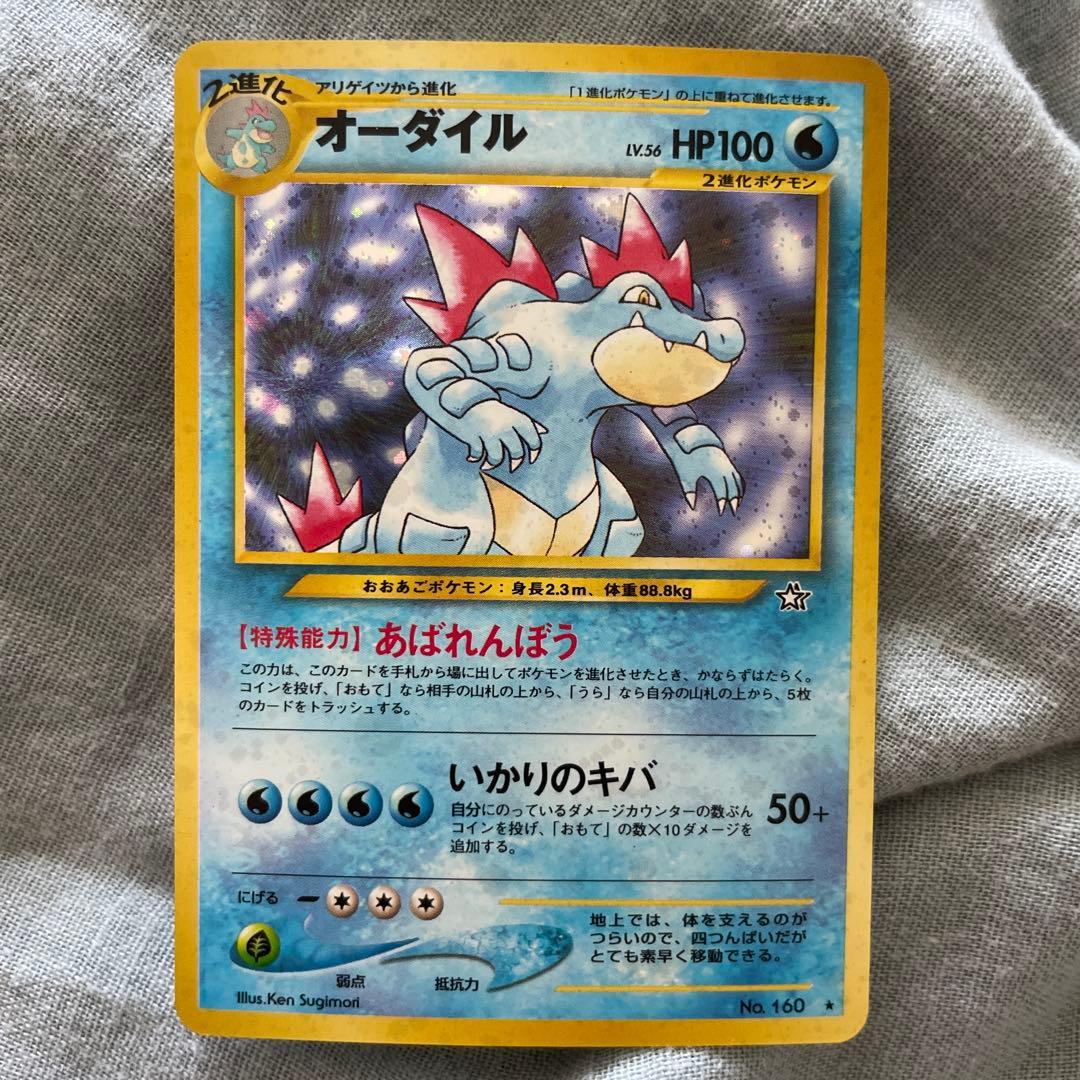 2進化
アリゲイツから進化
「1進化ポケモン」の上に重ねて進化させます。
オーダイル
LV.56 HP100
2進化ポケモン
おおあごポケモン：身長2.3m、体重88.8kg
【特殊能力】あばれんぼう
この力は、このカードを手札から場に出してポケモンを進化させたとき、かならずはたらく。
コインを投げ、「おもて」なら相手の山札の上から、「うら」なら自分の山札の上から、5枚
のカードをトラッシュする。
いかりのキバ
自分にのっているダメージカウンターの数ぶん
コインを投げ、「おもて」の数×10ダメージを
追加する。
50+
にげる
弱点
抵抗力
地上では、体を支えるのが
つらいので、四つんばいだが
とても素早く移動できる。
Illus.Ken Sugimori
No. 160 ★